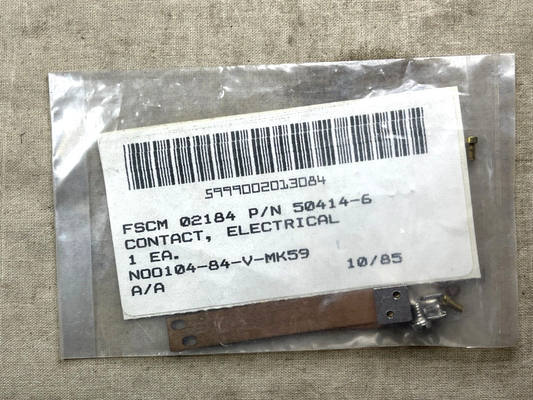 5999002013084
FSCM 02184 P/N 50414-6
CONTACT, ELECTRICAL
1 EA.
N00104-84-V-MK59 10/85
A/A